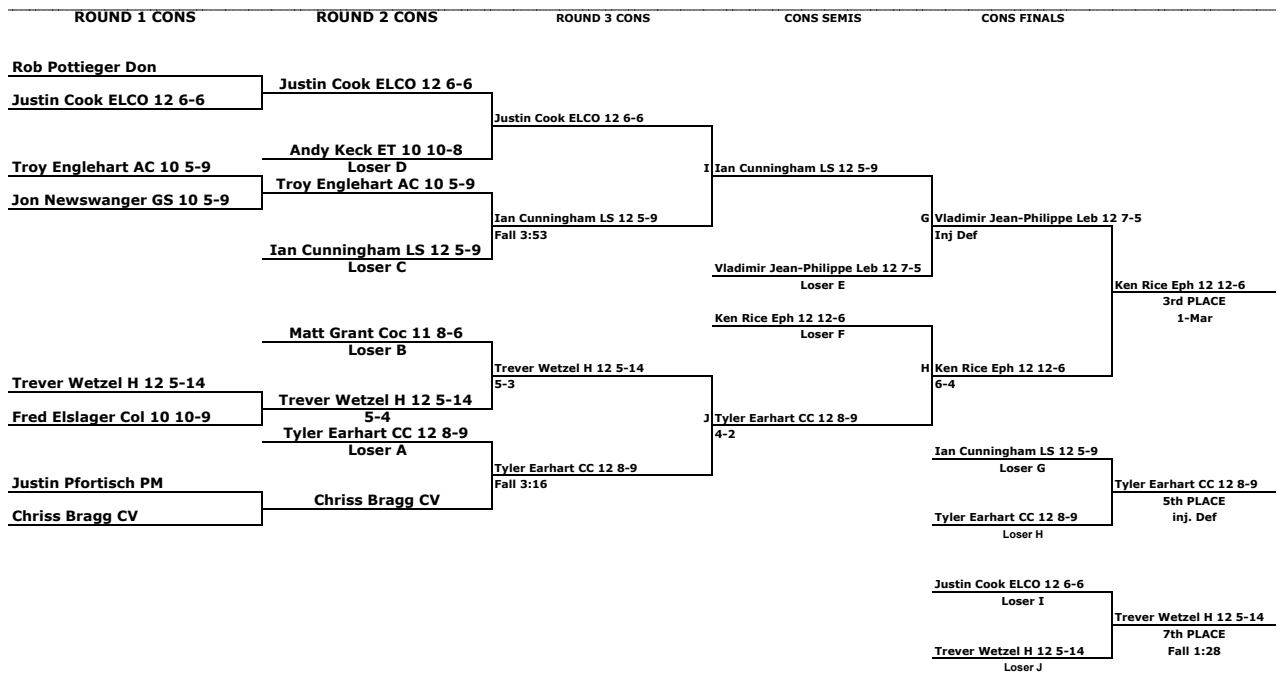 ROUND 1 CONS
ROUND 2 CONS
ROUND 3 CONS
CONS SEMIS
CONS FINALS
Rob Pottieger Don
Justin Cook ELCO 12 6-6
Troy Englehart AC 10 5-9
Jon Newswanger GS 10 5-9
Trever Wetzel H 12 5-14
Fred Elslager Col 10 10-9
Justin Pfortisch PM
Chriss Bragg CV
Justin Cook ELCO 12 6-6
Andy Keck ET 10 10-8
Loser D
Troy Englehart AC 10 5-9
Ian Cunningham LS 12 5-9
Loser C
Matt Grant Coc 11 8-6
Loser B
Trever Wetzel H 12 5-14
5-4
Tyler Earhart CC 12 8-9
Loser A
Chriss Bragg CV
Justin Cook ELCO 12 6-6
Ian Cunningham LS 12 5-9
Fall 3:53
Trever Wetzel H 12 5-14
5-3
Tyler Earhart CC 12 8-9
Fall 3:16
I Ian Cunningham LS 12 5-9
Vladimir Jean-Philippe Leb 12 7-5
Loser E
Ken Rice Eph 12 12-6
Loser F
J Tyler Earhart CC 12 8-9
4-2
G Vladimir Jean-Philippe Leb 12 7-5
Inj Def
H Ken Rice Eph 12 12-6
6-4
Ken Rice Eph 12 12-6
3rd PLACE
1-Mar
Ian Cunningham LS 12 5-9
Loser G
Tyler Earhart CC 12 8-9
Loser H
Tyler Earhart CC 12 8-9
5th PLACE
inj. Def
Justin Cook ELCO 12 6-6
Loser I
Trever Wetzel H 12 5-14
Loser J
Trever Wetzel H 12 5-14
7th PLACE
Fall 1:28